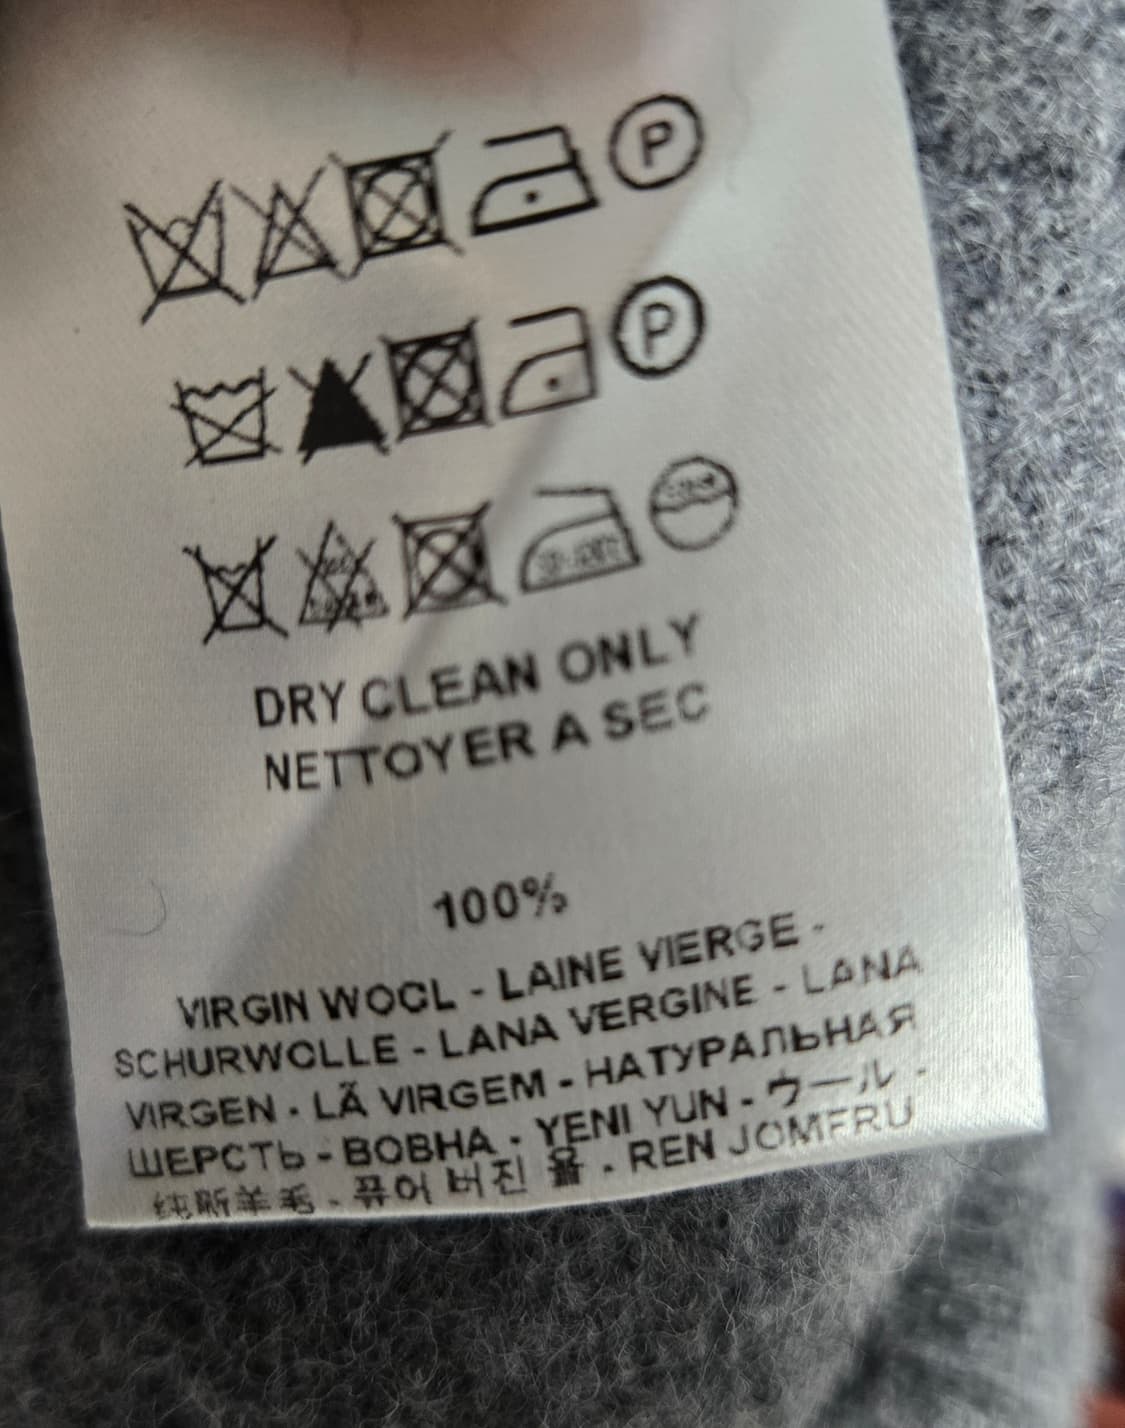 P
P
DRY CLEAN ONLY
NETTOYER A SEC
100%
VIRGIN WOOL - LAINE VIERGE -
SCHURWOLLE - LANA VERGINE - LANA
VIRGEN - LÃ VIRGEM - НАТУРАЛЬНАЯ
ШЕРСТЬ - ВОВНА - YENI YUN - ウール -
纯新羊毛 - 퓨어 버진 울 - REN JOMFRU